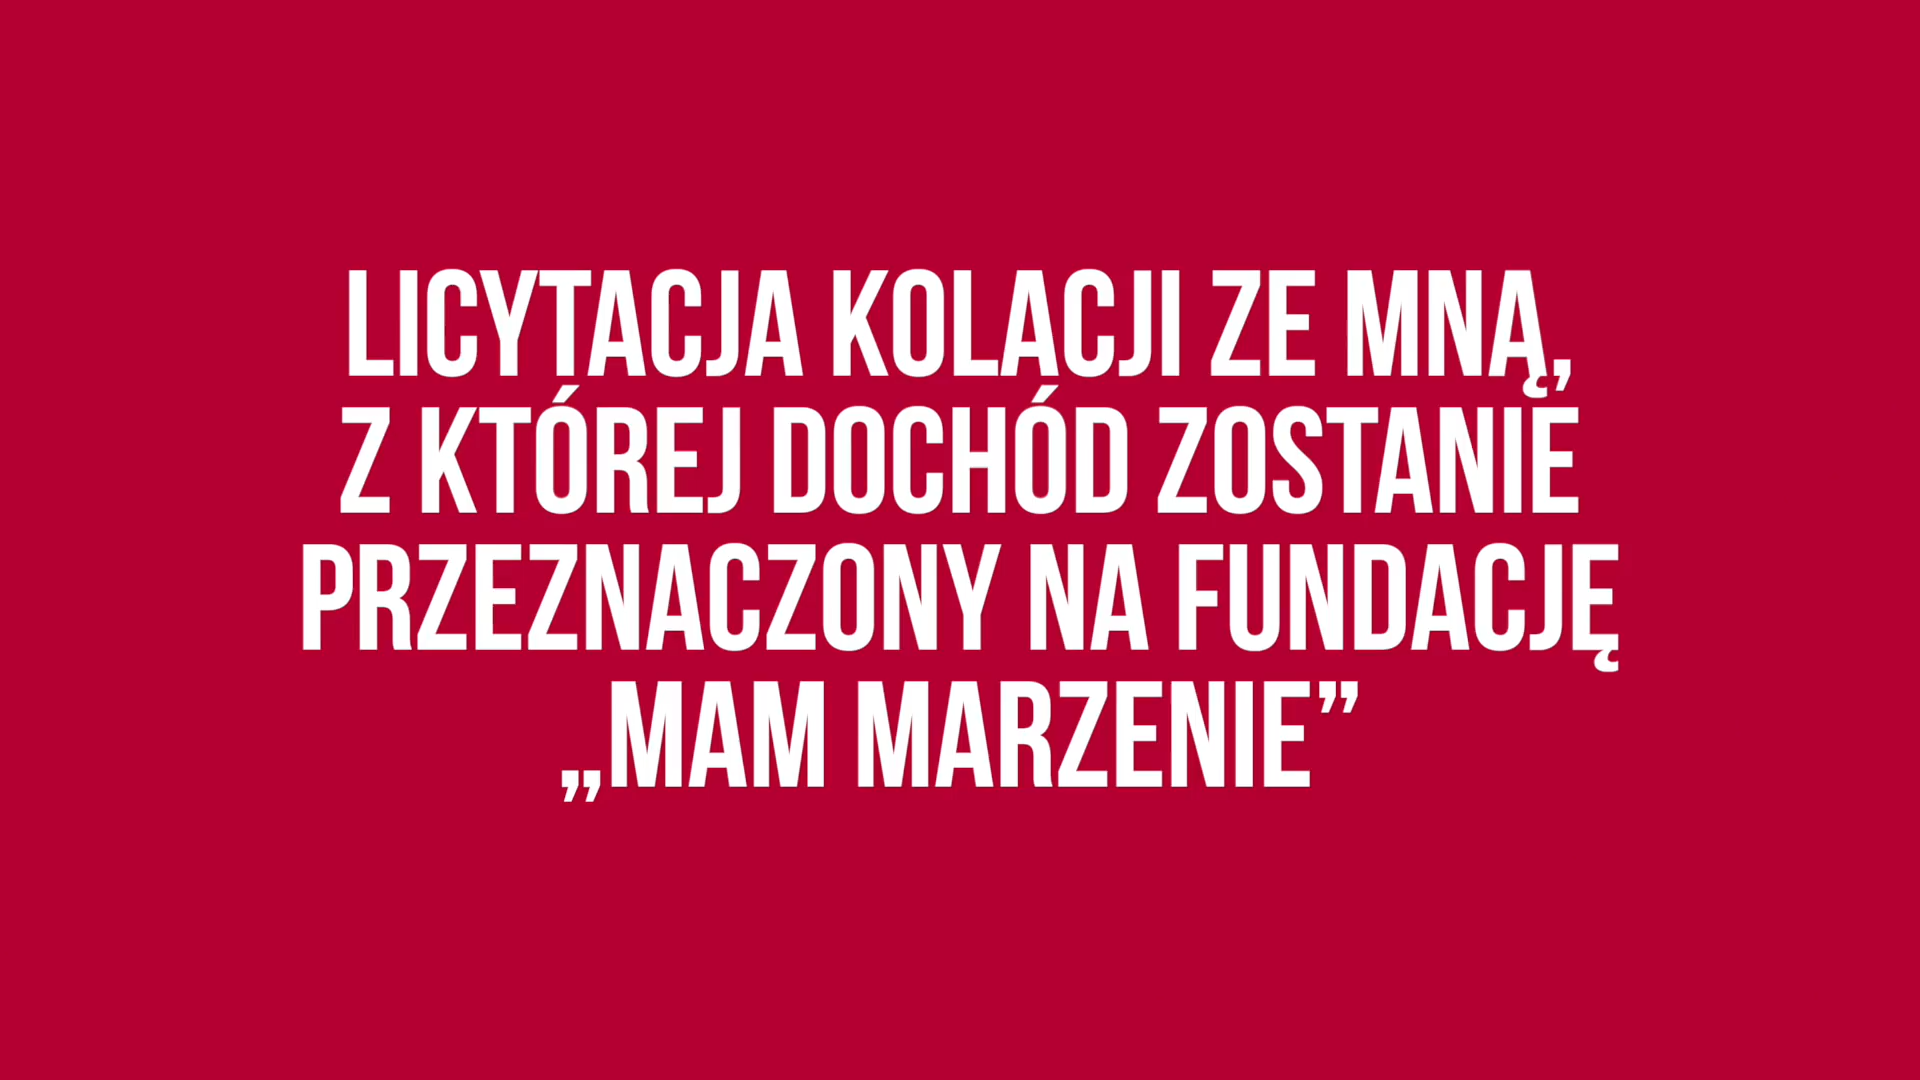 LICYTACJA KOLACJI ZE MNĄ,
Z KTÓREJ DOCHÓD ZOSTANIE
PRZEZNACZONY NA FUNDACJĘ
„MAM MARZENIE”